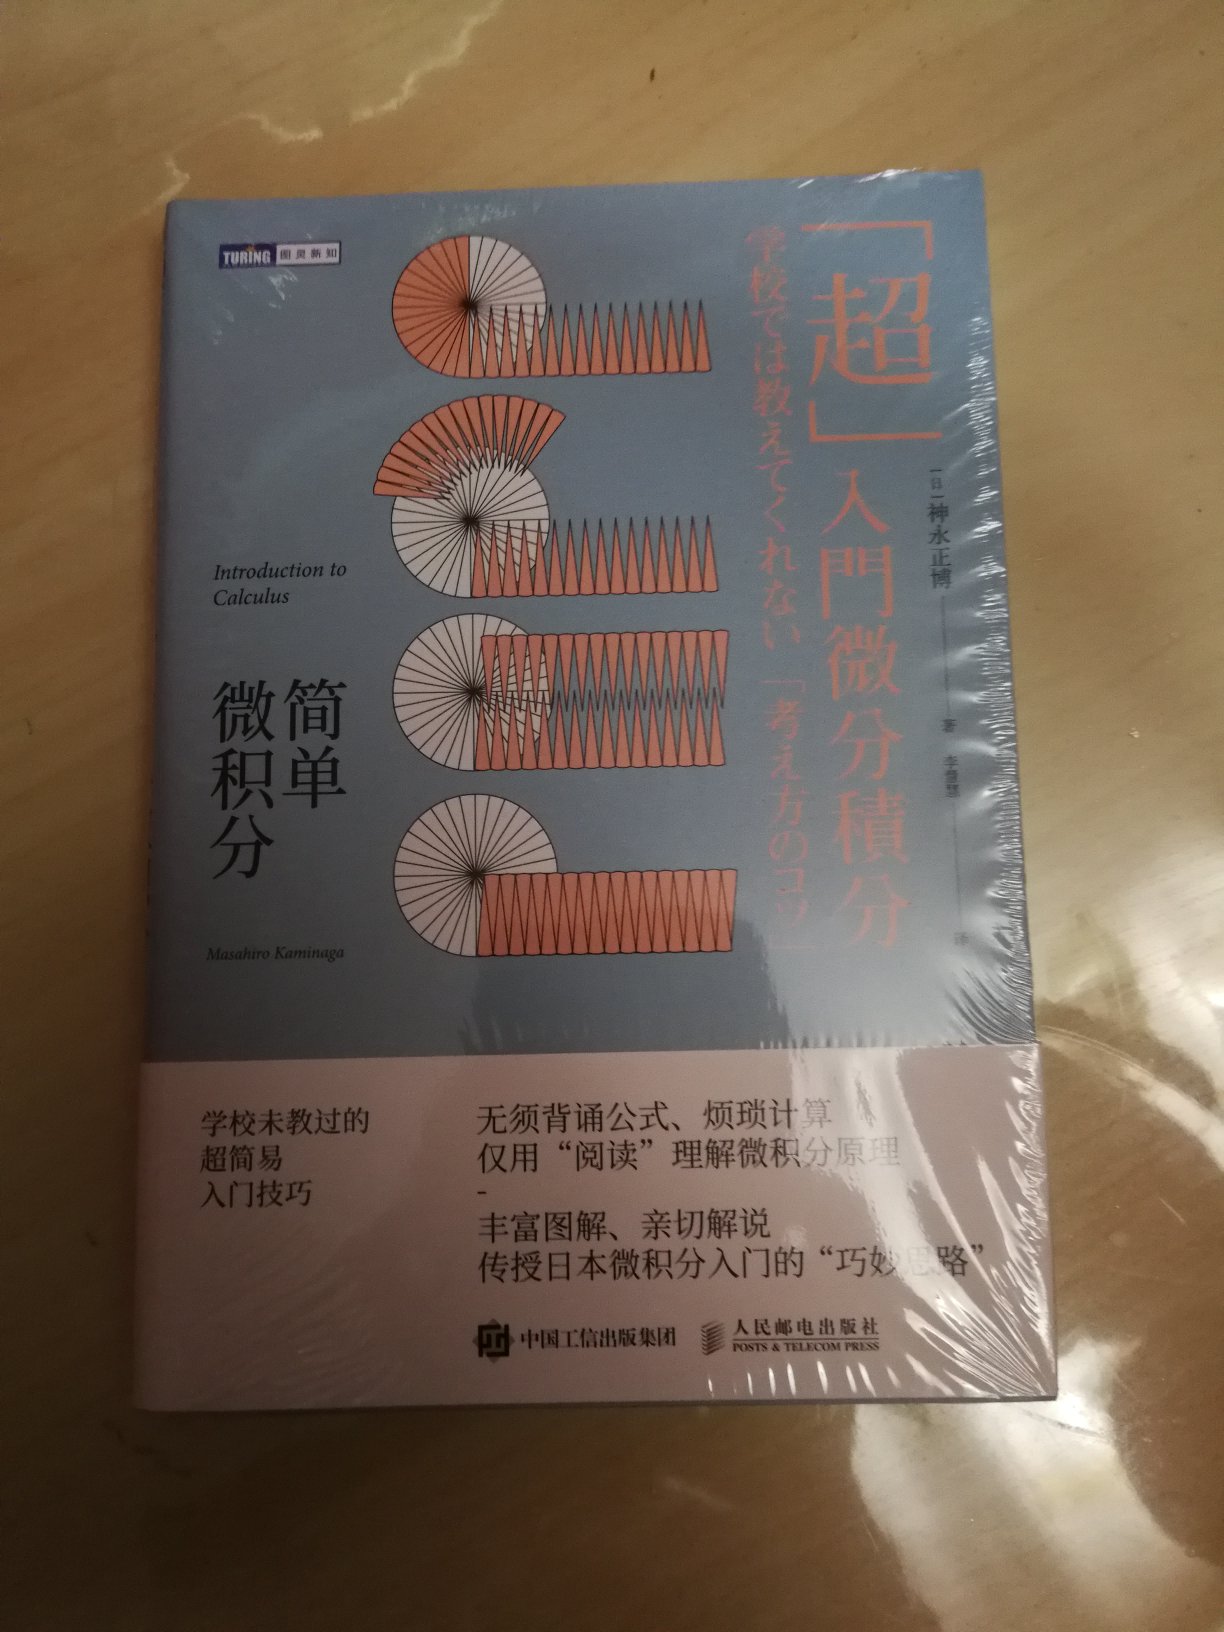 TURING 图灵新知
「超」入門微分積分
学校では教えてくれない「考え方のコツ」
[日]神永正博 著 李慧慧 译
Introduction to
Calculus
简单
微积分
Masahiro Kaminaga
学校未教过的
超简易
入门技巧
无须背诵公式、烦琐计算
仅用“阅读”理解微积分原理
-
丰富图解、亲切解说
传授日本微积分入门的“巧妙思路”
中国工信出版集团
人民邮电出版社
POSTS & TELECOM PRESS